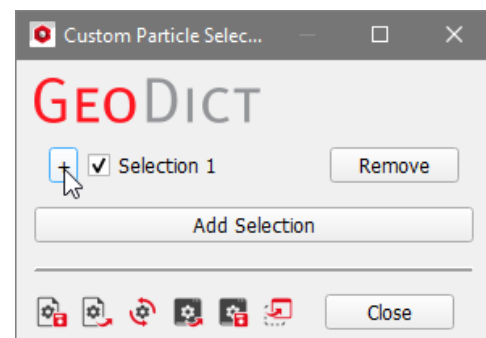 Custom Particle Selec...
GEODICT
+ Selection 1 Remove
Add Selection
Close